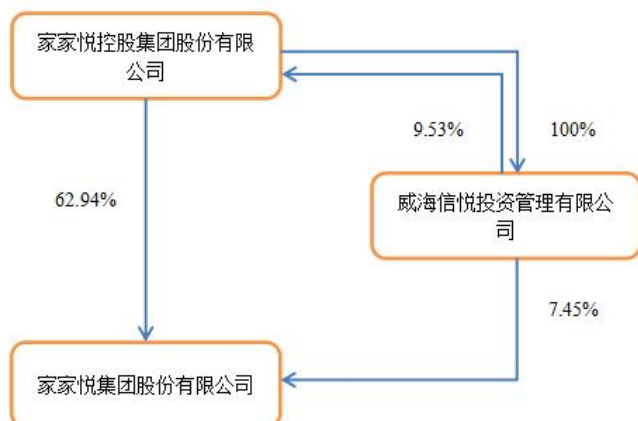 家家悦控股集团股份有限
公司
9.53%
100%
62.94%
威海信悦投资管理有限公
司
7.45%
家家悦集团股份有限公司